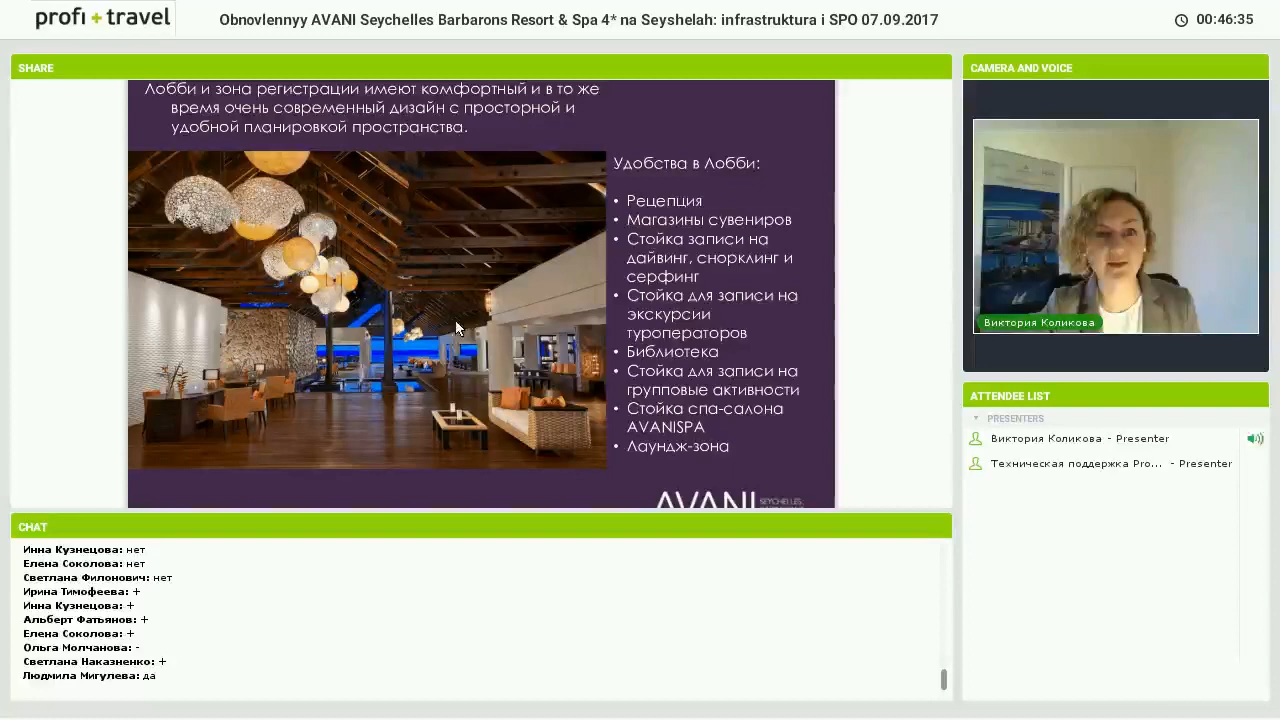 profi + travel
Obnovlennyy AVANI Seychelles Barbarons Resort & Spa 4* na Seyshelah: infrastruktura i SPO 07.09.2017
00:46:35
SHARE
Лобби и зона регистрации имеют комфортный и в то же
время очень современный дизайн с просторной и
удобной планировкой пространства.
Удобства в Лобби:
• Рецепция
• Магазины сувениров
• Стойка записи на
дайвинг, снорклинг и
серфинг
• Стойка для записи на
экскурсии
туроператоров
• Библиотека
• Стойка для записи на
групповые активности
• Стойка спа-салона
AVANISPA
• Лаундж-зона
AVANI
SEYCHELLES
CAMERA AND VOICE
Виктория Коликова
ATTENDEE LIST
PRESENTERS
Виктория Коликова - Presenter
Техническая поддержка Pro... - Presenter
CHAT
Инна Кузнецова: нет
Елена Соколова: нет
Светлана Филонович: нет
Ирина Тимофеева: +
Инна Кузнецова: +
Альберт Фатьянов: +
Елена Соколова: +
Ольга Молчанова: -
Светлана Наказненко: +
Людмила Мигулева: да